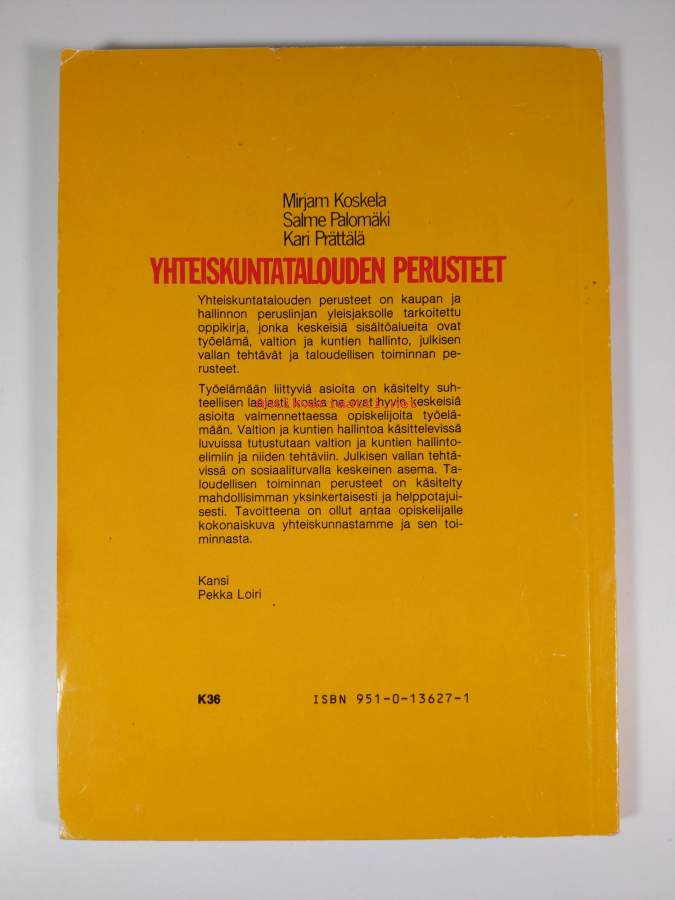 Mirjam Koskela
Salme Palomäki
Kari Prättälä
YHTEISKUNTATALOUDEN PERUSTEET
Yhteiskuntatalouden perusteet on kaupan ja
hallinnon peruslinjan yleisjaksolle tarkoitettu
oppikirja, jonka keskeisiä sisältöalueita ovat
työelämä, valtion ja kuntien hallinto, julkisen
vallan tehtävät ja taloudellisen toiminnan pe-
rusteet.
Työelämään liittyviä asioita on käsitelty suh-
teellisen laajasti, koska ne ovat hyvin keskeisiä
Antikvariaatti.net
asioita valmennettaessa opiskelijoita työelä-
mään. Valtion ja kuntien hallintoa käsittelevissä
luvuissa tutustutaan valtion ja kuntien hallinto-
elimiin ja niiden tehtäviin. Julkisen vallan tehtä-
vissä on sosiaaliturvalla keskeinen asema. Ta-
loudellisen toiminnan perusteet on käsitelty
mahdollisimman yksinkertaisesti ja helppotajui-
sesti. Tavoitteena on ollut antaa opiskelijalle
kokonaiskuva yhteiskunnastamme ja sen toi-
minnasta.
Kansi
Pekka Loiri
K36 ISBN 951-0-13627-1